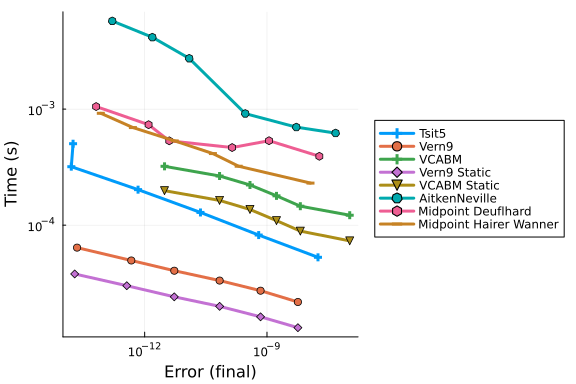 10⁻³
10⁻⁴
Time (s)
10⁻¹² 10⁻⁹
Error (final)
Tsit5
Vern9
VCABM
Vern9 Static
VCABM Static
AitkenNeville
Midpoint Deuflhard
Midpoint Hairer Wanner